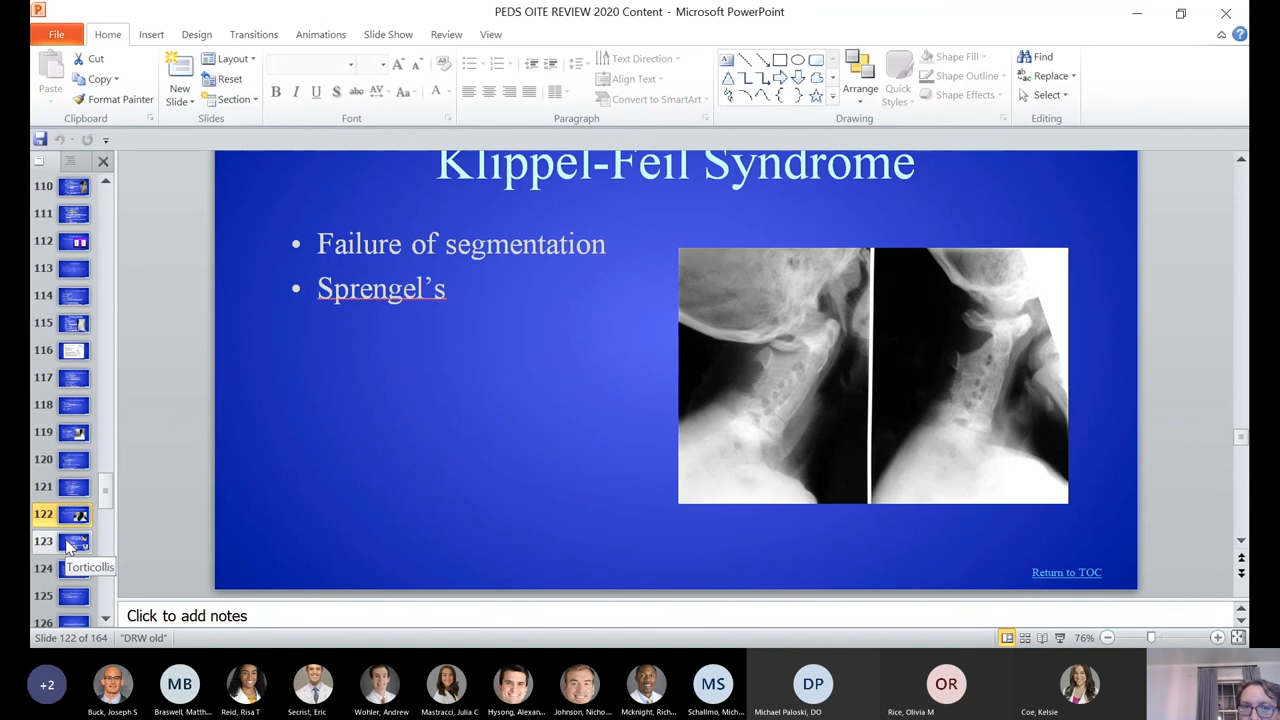 PEDS OITE REVIEW 2020 Content - Microsoft PowerPoint
File Home Insert Design Transitions Animations Slide Show Review View
Paste
Cut
Copy
Format Painter
Clipboard
New Slide
Layout
Reset
Section
Slides
B I U S abc AV Aa A
Font
Text Direction
Align Text
Convert to SmartArt
Paragraph
Arrange
Quick Styles
Shape Fill
Shape Outline
Shape Effects
Drawing
Find
Replace
Select
Editing
110
111
112
113
114
115
116
117
118
119
120
121
122
123
Torticollis
124
125
126
Klippel-Feil Syndrome
• Failure of segmentation
• Sprengel’s
Return to TOC
Click to add notes
Slide 122 of 164 "DRW old" 76%
+2 MB MS DP OR
Buck, Joseph S Braswell, Matth... Reid, Risa T Secrist, Eric Wohler, Andrew Mastracci, Julia C Hysong, Alexan... Johnson, Nicho... Mcknight, Rich... Schallmo, Mich... Michael Paloski, DO Rice, Olivia M Coe, Kelsie